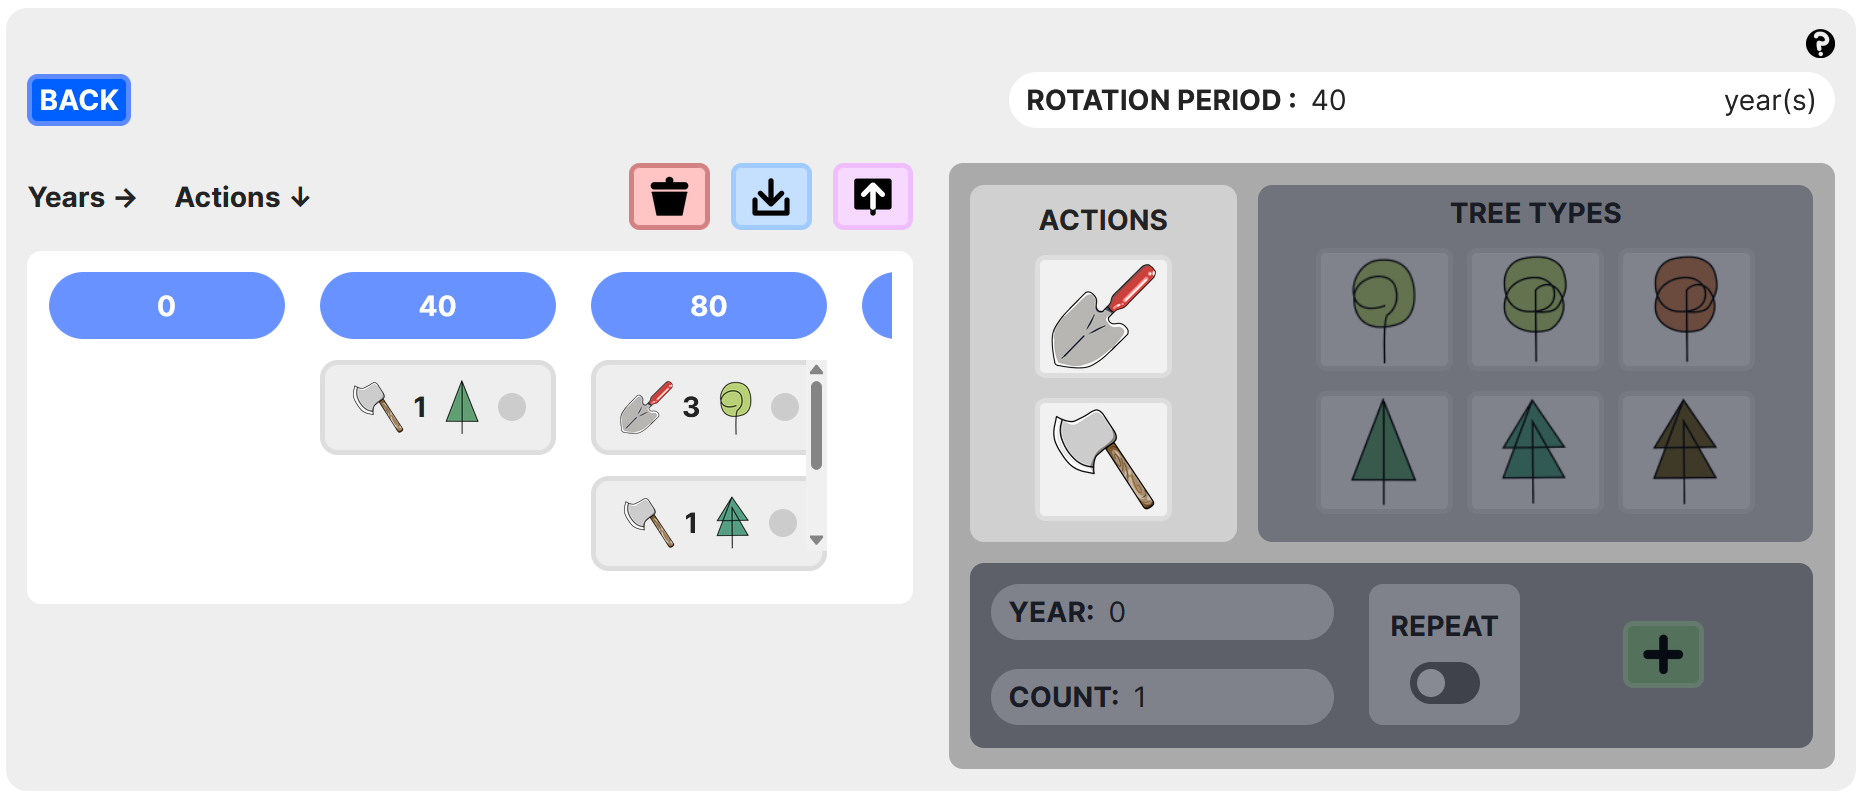 BACK
ROTATION PERIOD : 40 year(s)
Years → Actions ↓
0 40 80
1 3
1
ACTIONS
TREE TYPES
YEAR: 0
COUNT: 1
REPEAT